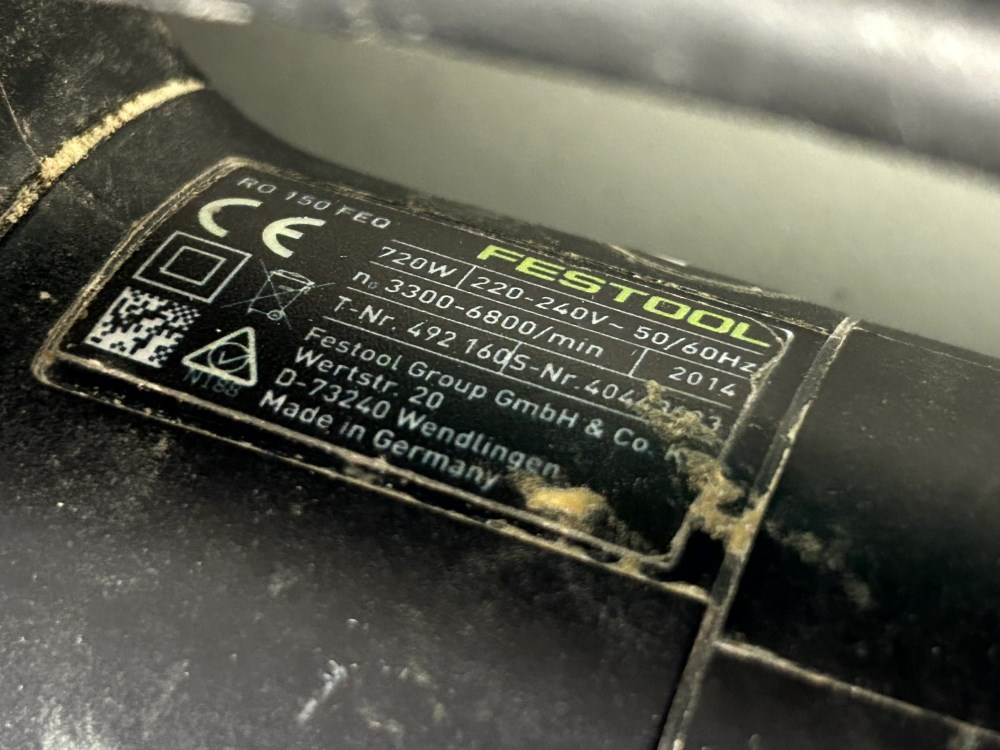 RO 150 FEQ
FESTOOL
720W 220-240V~ 50/60Hz
n₀ 3300-6800/min 2014
T-Nr. 492 160 S-Nr.
Festool Group GmbH & Co.
Wertstr. 20
D-73240 Wendlingen
Made in Germany
CE
N188